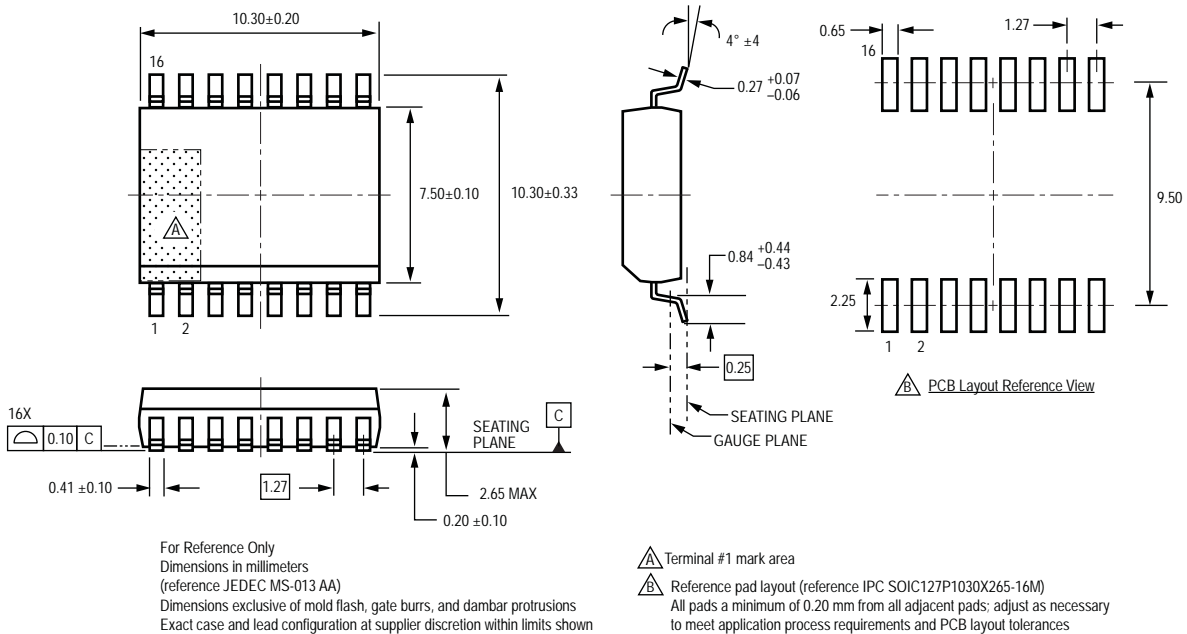 10.30±0.20
16
7.50±0.10
10.30±0.33
A
1 2
4° ±4
0.27 +0.07 –0.06
0.84 +0.44 –0.43
0.25
SEATING PLANE
GAUGE PLANE
0.65
1.27
16
9.50
2.25
1 2
B PCB Layout Reference View
16X
0.10 C
SEATING
PLANE
C
0.41 ±0.10
1.27
2.65 MAX
0.20 ±0.10
For Reference Only
Dimensions in millimeters
(reference JEDEC MS-013 AA)
Dimensions exclusive of mold flash, gate burrs, and dambar protrusions
Exact case and lead configuration at supplier discretion within limits shown
A Terminal #1 mark area
B Reference pad layout (reference IPC SOIC127P1030X265-16M)
All pads a minimum of 0.20 mm from all adjacent pads; adjust as necessary
to meet application process requirements and PCB layout tolerances